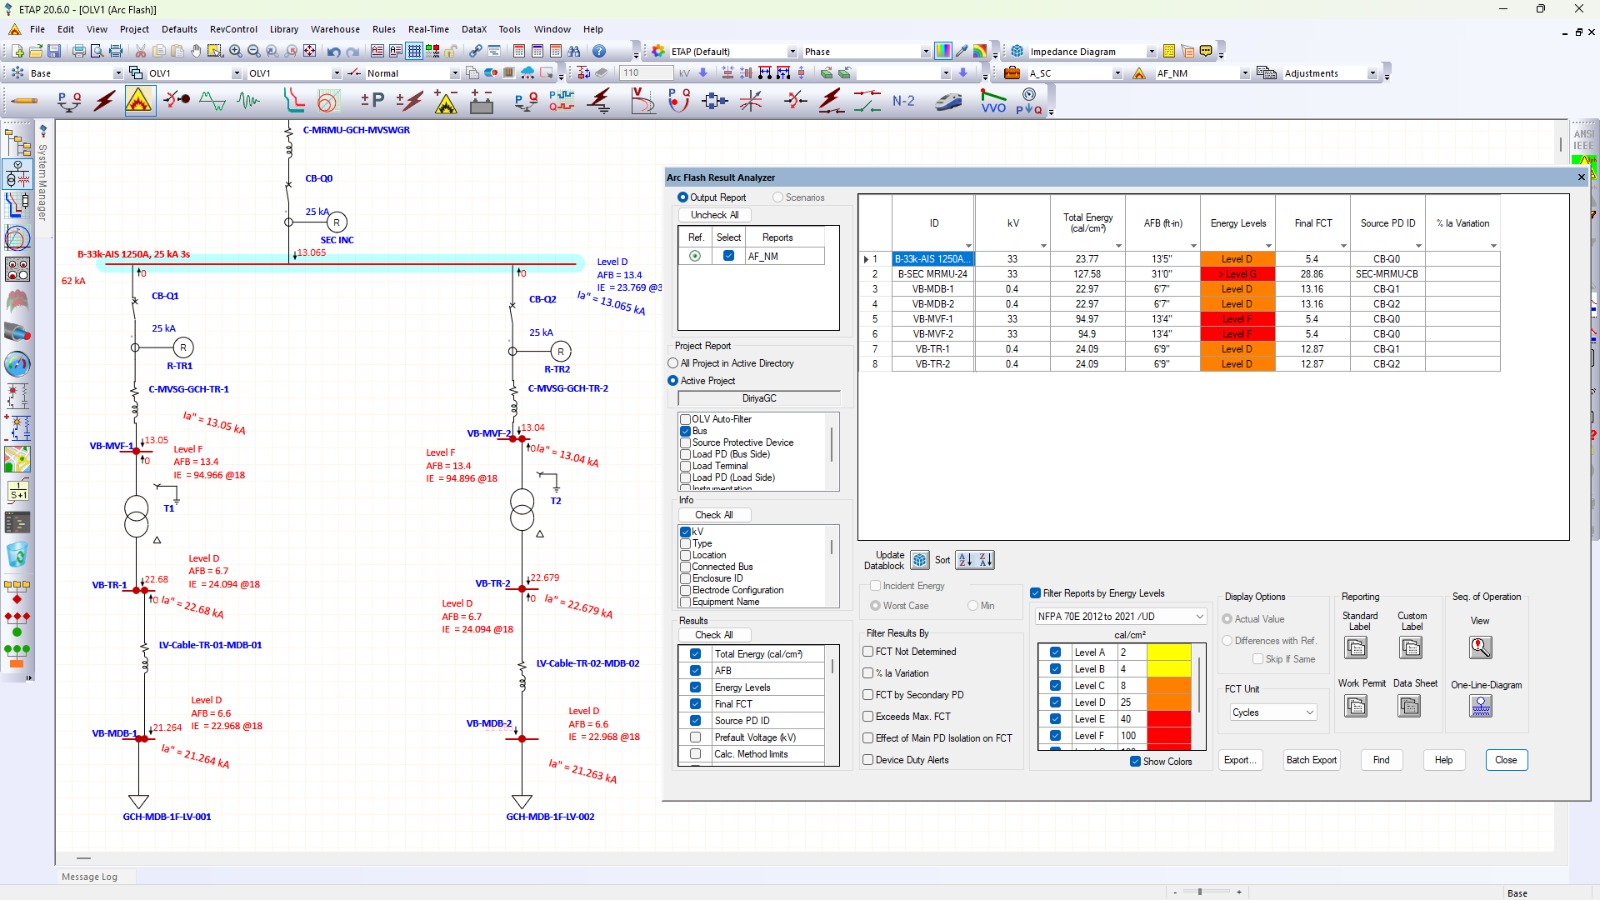 ETAP 20.6.0 - [OLV1 (Arc Flash)]
File Edit View Project Defaults RevControl Library Warehouse Rules Real-Time DataX Tools Window Help
ETAP (Default) Phase Impedance Diagram
Base OLV1 OLV1 Normal 110 kV A_SC AF_NM Adjustments
N-2 VVO
System Manager
ANSI
IEEE
C-MRMU-GCH-MVSWGR
CB-Q0
25 kA
R
SEC INC
B-33k-AIS 1250A, 25 kA 3s
13.065
62 kA
0
0
Level D
AFB = 13.4
IE = 23.769 @3
Ia" = 13.065 kA
CB-Q1
CB-Q2
25 kA
R
R-TR1
25 kA
R
R-TR2
C-MVSG-GCH-TR-1
C-MVSG-GCH-TR-2
Ia" = 13.05 kA
VB-MVF-1
13.05
0
Level F
AFB = 13.4
IE = 94.966 @18
VB-MVF-2
13.04
0
Ia" = 13.04 kA
Level F
AFB = 13.4
IE = 94.896 @18
T1
T2
Level D
AFB = 6.7
IE = 24.094 @18
VB-TR-1
22.68
0
Ia" = 22.68 kA
VB-TR-2
22.679
0
Ia" = 22.679 kA
Level D
AFB = 6.7
IE = 24.094 @18
LV-Cable-TR-01-MDB-01
LV-Cable-TR-02-MDB-02
Level D
AFB = 6.6
IE = 22.968 @18
VB-MDB-1
21.264
Ia" = 21.264 kA
VB-MDB-2
Level D
AFB = 6.6
IE = 22.968 @18
Ia" = 21.263 kA
GCH-MDB-1F-LV-001
GCH-MDB-1F-LV-002
Message Log
Base
Arc Flash Result Analyzer
Output Report Scenarios
Uncheck All
Ref. Select Reports
AF_NM
Project Report
All Project in Active Directory
Active Project
DiriyaGC
OLV Auto-Filter
Bus
Source Protective Device
Load PD (Bus Side)
Load Terminal
Load PD (Load Side)
Instrumentation
Info
Check All
kV
Type
Location
Connected Bus
Enclosure ID
Electrode Configuration
Equipment Name
Results
Check All
Total Energy (cal/cm²)
AFB
Energy Levels
Final FCT
Source PD ID
Prefault Voltage (kV)
Calc. Method limits
ID kV Total Energy (cal/cm²) AFB (ft-in) Energy Levels Final FCT Source PD ID % Ia Variation
1 B-33k-AIS 1250A... 33 23.77 13'5" Level D 5.4 CB-Q0
2 B-SEC MRMU-24 33 127.58 31'0" > Level G 28.86 SEC-MRMU-CB
3 VB-MDB-1 0.4 22.97 6'7" Level D 13.16 CB-Q1
4 VB-MDB-2 0.4 22.97 6'7" Level D 13.16 CB-Q2
5 VB-MVF-1 33 94.97 13'4" Level F 5.4 CB-Q0
6 VB-MVF-2 33 94.9 13'4" Level F 5.4 CB-Q0
7 VB-TR-1 0.4 24.09 6'9" Level D 12.87 CB-Q1
8 VB-TR-2 0.4 24.09 6'9" Level D 12.87 CB-Q2
Update Datablock Sort
Incident Energy
Worst Case Min
Filter Results By
FCT Not Determined
% Ia Variation
FCT by Secondary PD
Exceeds Max. FCT
Effect of Main PD Isolation on FCT
Device Duty Alerts
Filter Reports by Energy Levels
NFPA 70E 2012 to 2021 /UD
cal/cm²
Level A 2
Level B 4
Level C 8
Level D 25
Level E 40
Level F 100
Show Colors
Display Options
Actual Value
Differences with Ref.
Skip If Same
FCT Unit
Cycles
Reporting
Standard Label
Custom Label
Work Permit Data Sheet
Seq. of Operation
View
One-Line-Diagram
Export... Batch Export Find Help Close